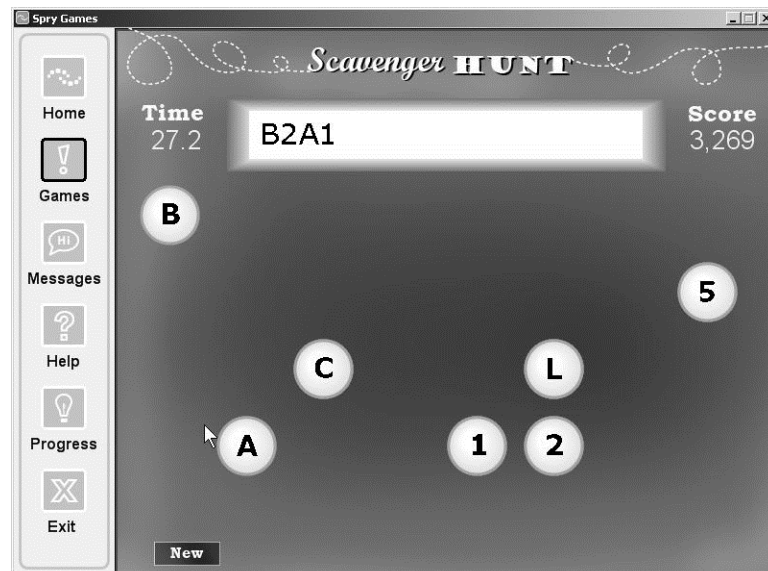 Spry Games
Scavenger HUNT
Home
Time
27.2
B2A1
Score
3,269
Games
B
Hi
Messages
5
?
Help
C
L
Progress
A
1
2
X
Exit
New